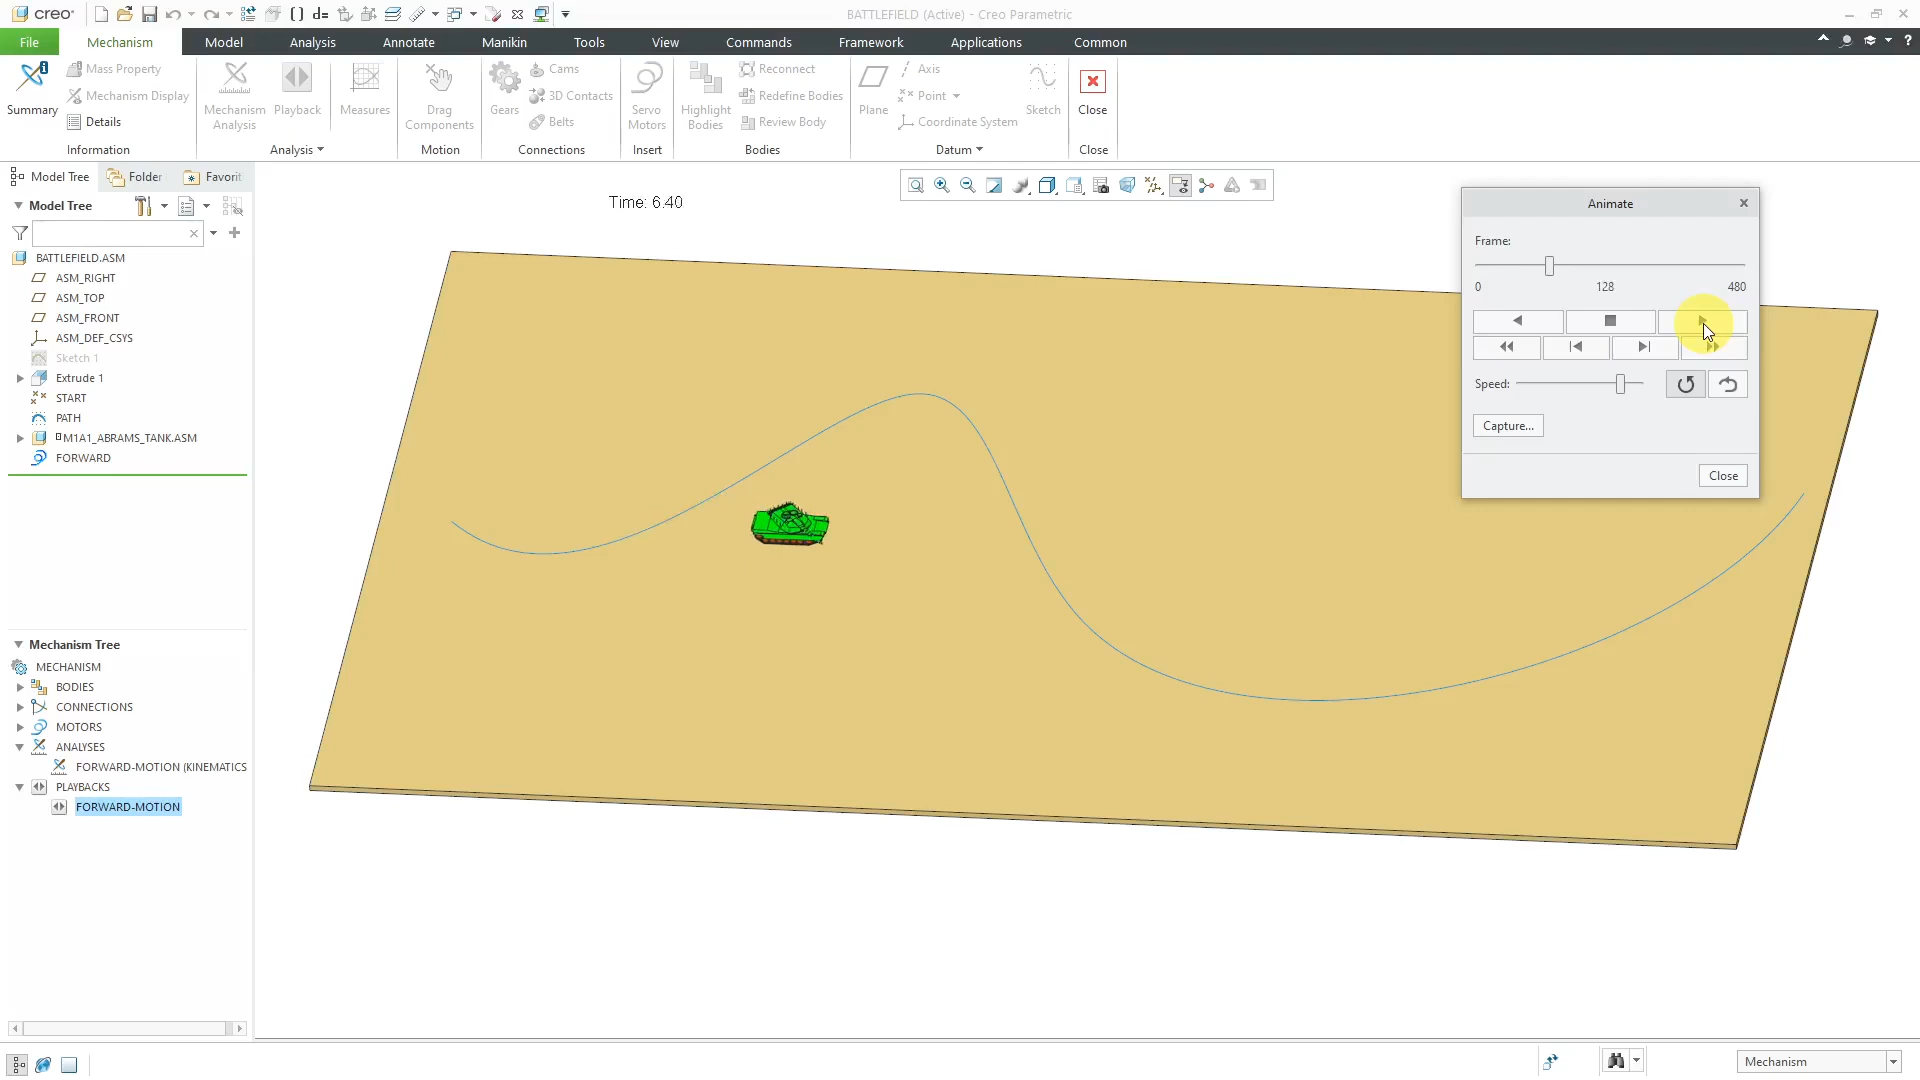 creo
BATTLEFIELD (Active) - Creo Parametric
File
Mechanism
Model
Analysis
Annotate
Manikin
Tools
View
Commands
Framework
Applications
Common
Summary
Mass Property
Mechanism Display
Details
Information
Mechanism
Analysis
Playback
Measures
Analysis
Drag
Components
Motion
Gears
Cams
3D Contacts
Belts
Connections
Servo
Motors
Insert
Highlight
Bodies
Reconnect
Redefine Bodies
Review Body
Bodies
Plane
Axis
Point
Coordinate System
Sketch
Datum
Close
Close
Model Tree
Folder
Favorit
Model Tree
BATTLEFIELD.ASM
ASM_RIGHT
ASM_TOP
ASM_FRONT
ASM_DEF_CSYS
Sketch 1
Extrude 1
START
PATH
M1A1_ABRAMS_TANK.ASM
FORWARD
Mechanism Tree
MECHANISM
BODIES
CONNECTIONS
MOTORS
ANALYSES
FORWARD-MOTION (KINEMATICS
PLAYBACKS
FORWARD-MOTION
Time: 6.40
Animate
Frame:
0 128 480
Speed:
Capture...
Close
Mechanism